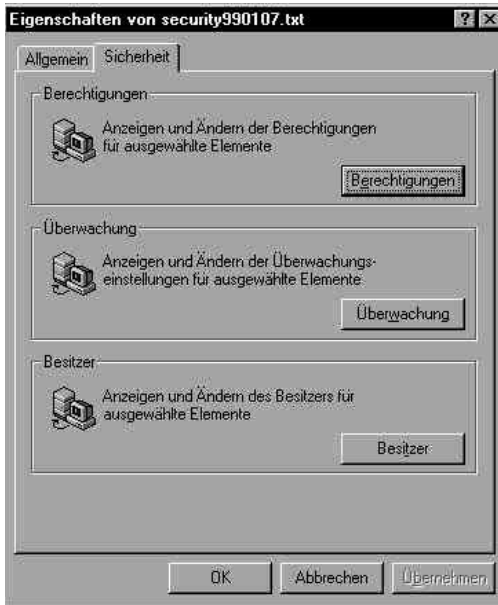 Eigenschaften von security990107.txt
Allgemein Sicherheit
Berechtigungen
Anzeigen und Ändern der Berechtigungen
für ausgewählte Elemente
Berechtigungen
Überwachung
Anzeigen und Ändern der Überwachungs-
einstellungen für ausgewählte Elemente
Überwachung
Besitzer
Anzeigen und Ändern des Besitzers für
ausgewählte Elemente
Besitzer
OK Abbrechen Übernehmen